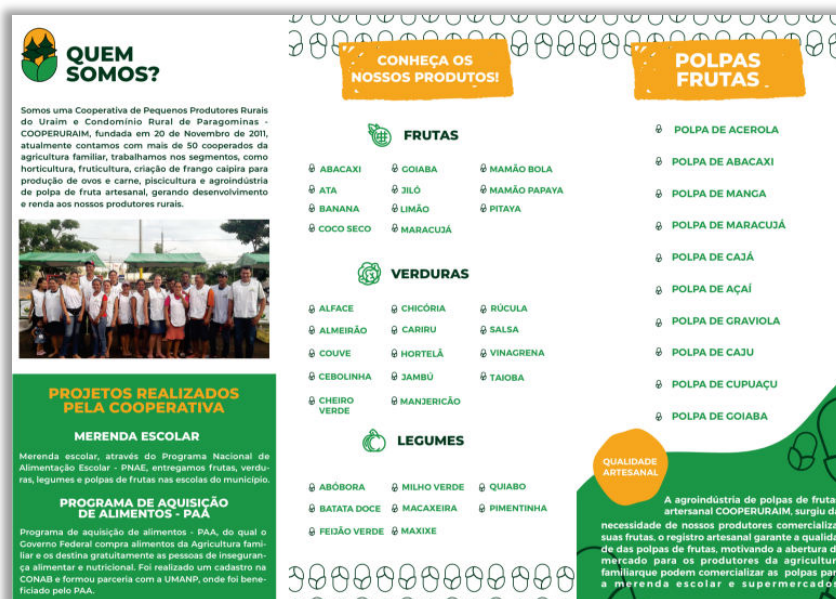 QUEM
SOMOS?
Somos uma Cooperativa de Pequenos Produtores Rurais
do Uraim e Condomínio Rural de Paragominas -
COOPERURAIM, fundada em 20 de Novembro de 2011,
atualmente contamos com mais de 50 cooperados da
agricultura familiar, trabalhamos nos segmentos, como
horticultura, fruticultura, criação de frango caipira para
produção de ovos e carne, piscicultura e agroindústria
de polpa de fruta artesanal, gerando desenvolvimento
e renda aos nossos produtores rurais.
PROJETOS REALIZADOS
PELA COOPERATIVA
MERENDA ESCOLAR
Merenda escolar, através do Programa Nacional de
Alimentação Escolar - PNAE, entregamos frutas, verdu-
ras, legumes e polpas de frutas nas escolas do município.
PROGRAMA DE AQUISIÇÃO
DE ALIMENTOS - PAA
Programa de aquisição de alimentos - PAA, do qual o
Governo Federal compra alimentos da Agricultura fami-
liar e os destina gratuitamente as pessoas de inseguran-
ça alimentar e nutricional. Foi realizado um cadastro na
CONAB e formou parceria com a UMANP, onde foi bene-
ficiado pelo PAA.
CONHEÇA OS
NOSSOS PRODUTOS!
FRUTAS
ABACAXI GOIABA MAMÃO BOLA
ATA JILÓ MAMÃO PAPAYA
BANANA LIMÃO PITAYA
COCO SECO MARACUJÁ
VERDURAS
ALFACE CHICÓRIA RÚCULA
ALMEIRÃO CARIRU SALSA
COUVE HORTELÃ VINAGRENA
CEBOLINHA JAMBÚ TAIOBA
CHEIRO MANJERICÃO
VERDE
LEGUMES
ABÓBORA MILHO VERDE QUIABO
BATATA DOCE MACAXEIRA PIMENTINHA
FEIJÃO VERDE MAXIXE
POLPAS
FRUTAS
POLPA DE ACEROLA
POLPA DE ABACAXI
POLPA DE MANGA
POLPA DE MARACUJÁ
POLPA DE CAJÁ
POLPA DE AÇAÍ
POLPA DE GRAVIOLA
POLPA DE CAJU
POLPA DE CUPUAÇU
POLPA DE GOIABA
QUALIDADE
ARTESANAL
A agroindústria de polpas de fruta
artersanal COOPERURAIM, surgiu da
necessidade de nossos produtores comercializa
suas frutas, o registro artesanal garante a qualida
de das polpas de frutas, motivando a abertura d
mercado para os produtores da agricultur
familiarque podem comercializar as polpas par
a merenda escolar e supermercados